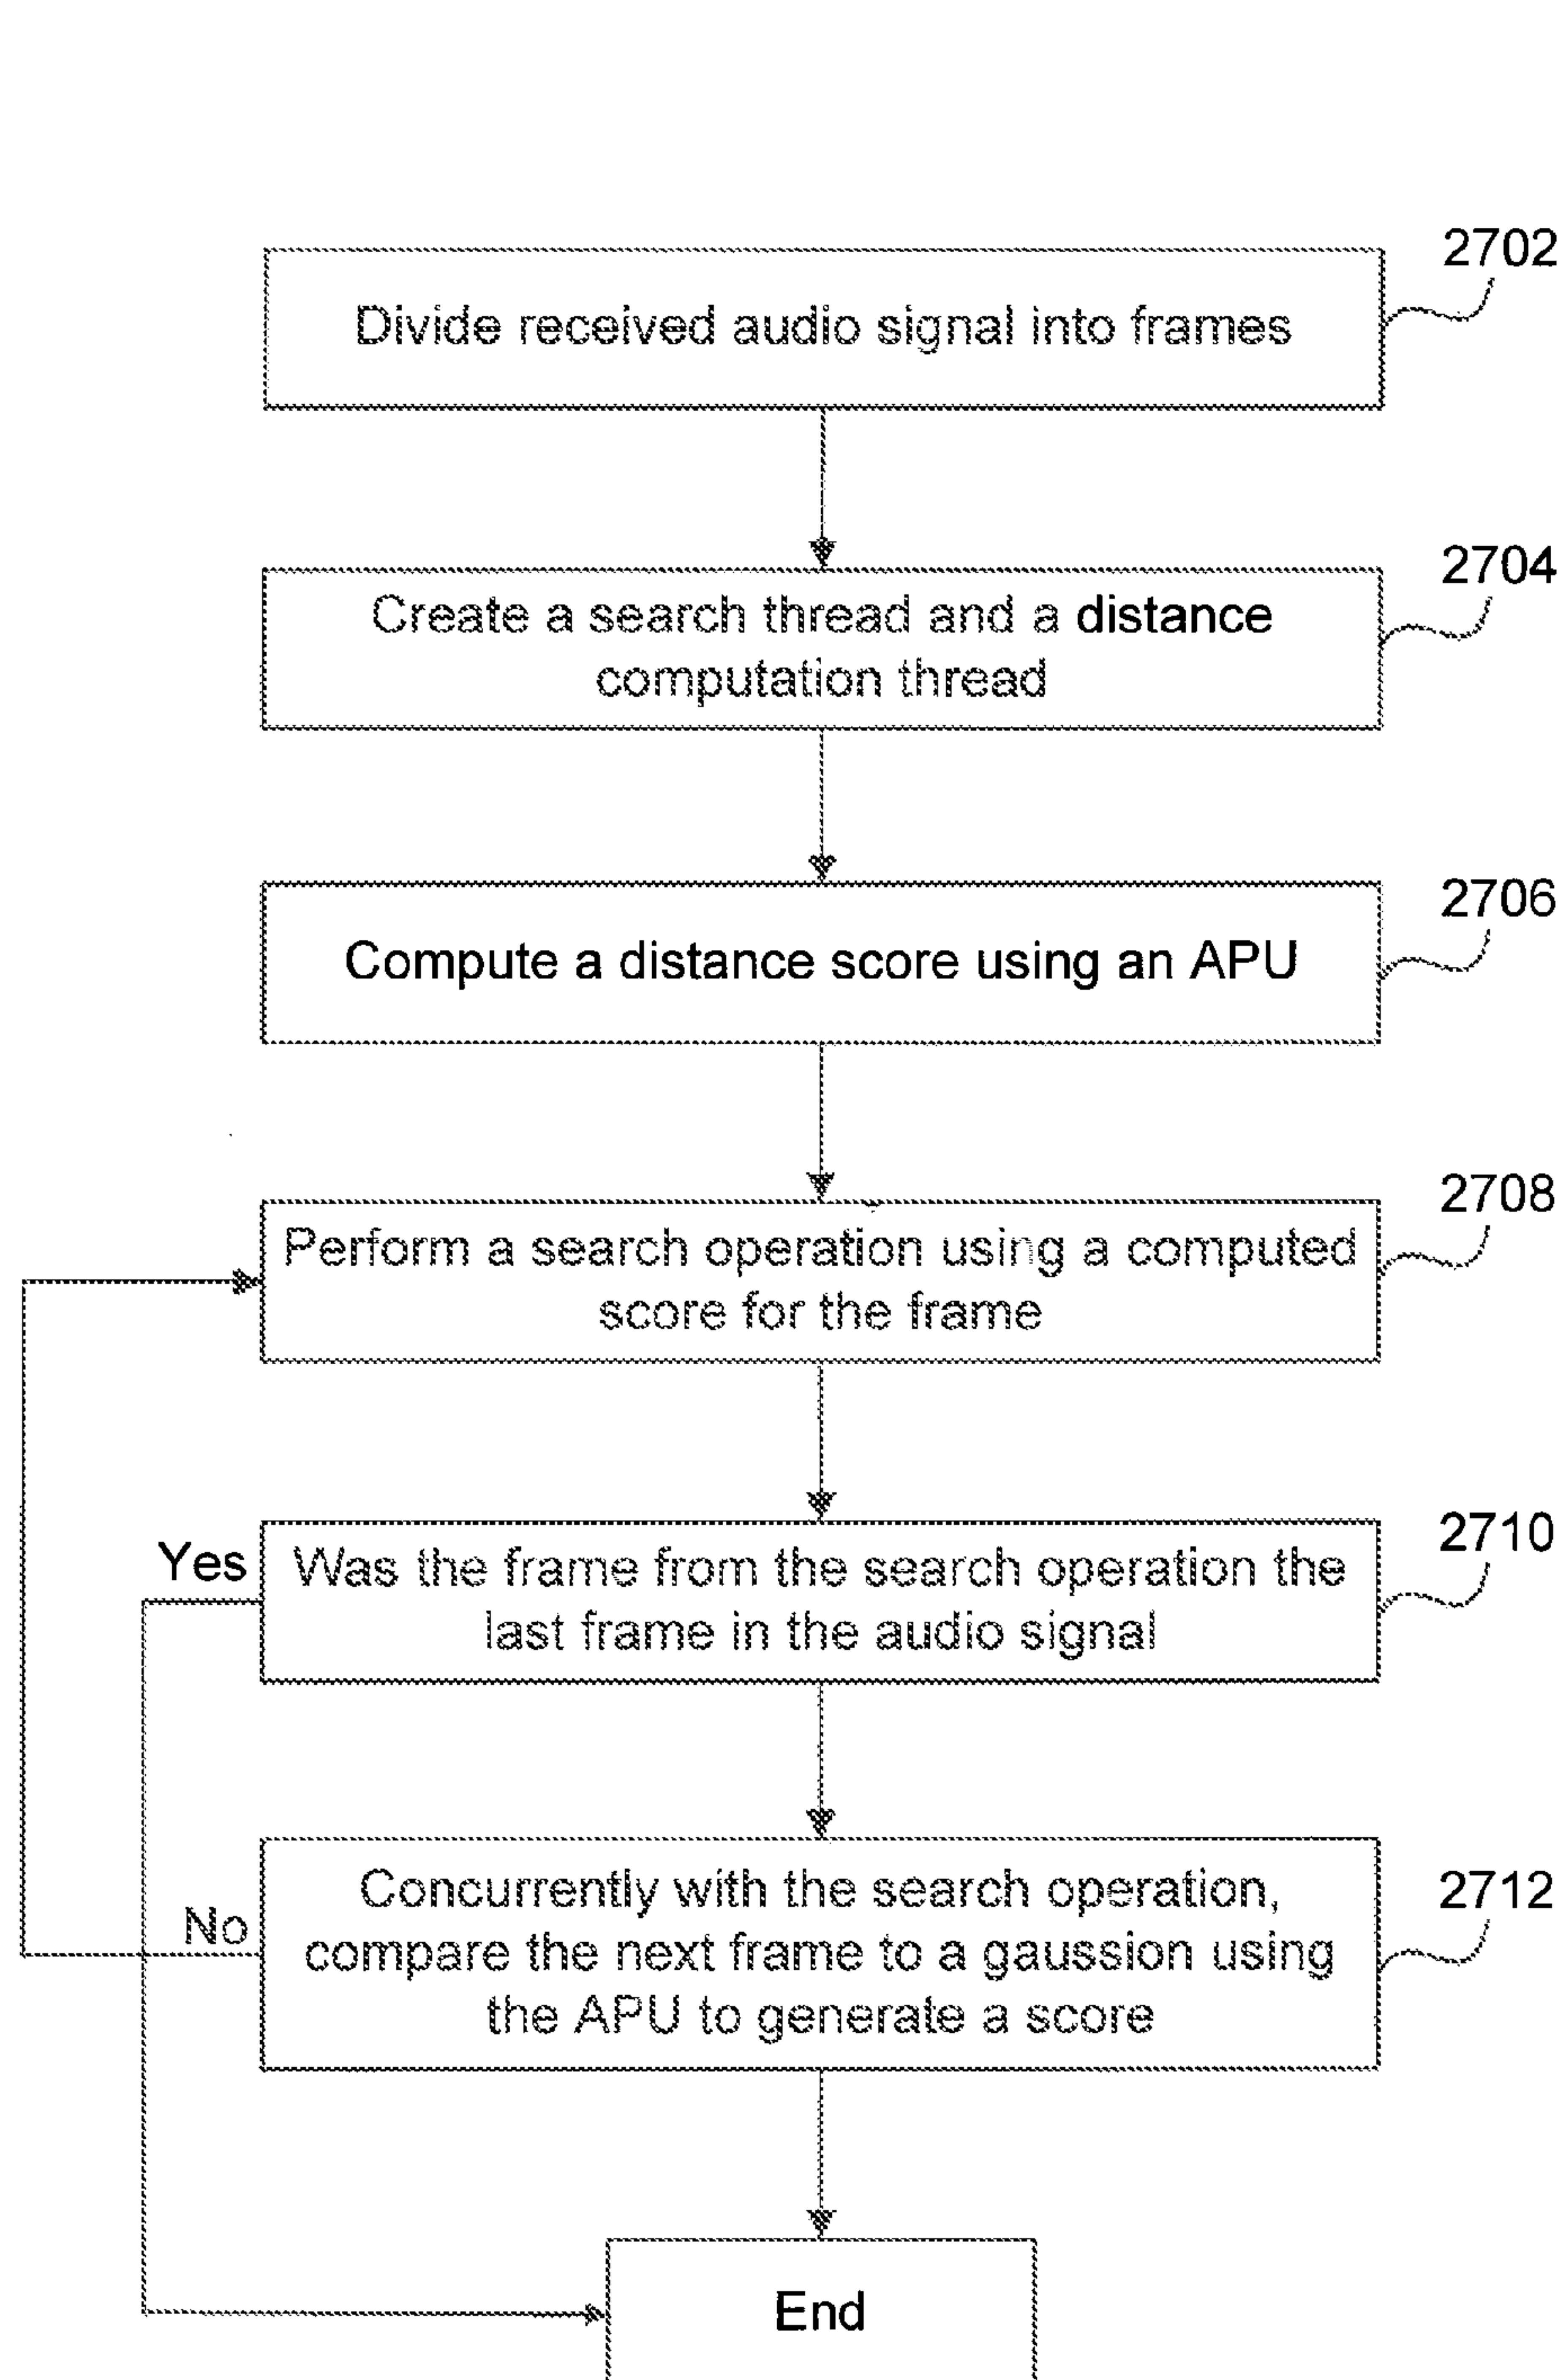 2702
Divide received audio signal into frames
2704
Create a search thread and a distance
computation thread
2706
Compute a distance score using an APU
2708
Perform a search operation using a computed
score for the frame
2710
Yes
Was the frame from the search operation the
last frame in the audio signal
2712
No
Concurrently with the search operation,
compare the next frame to a gaussion using
the APU to generate a score
End